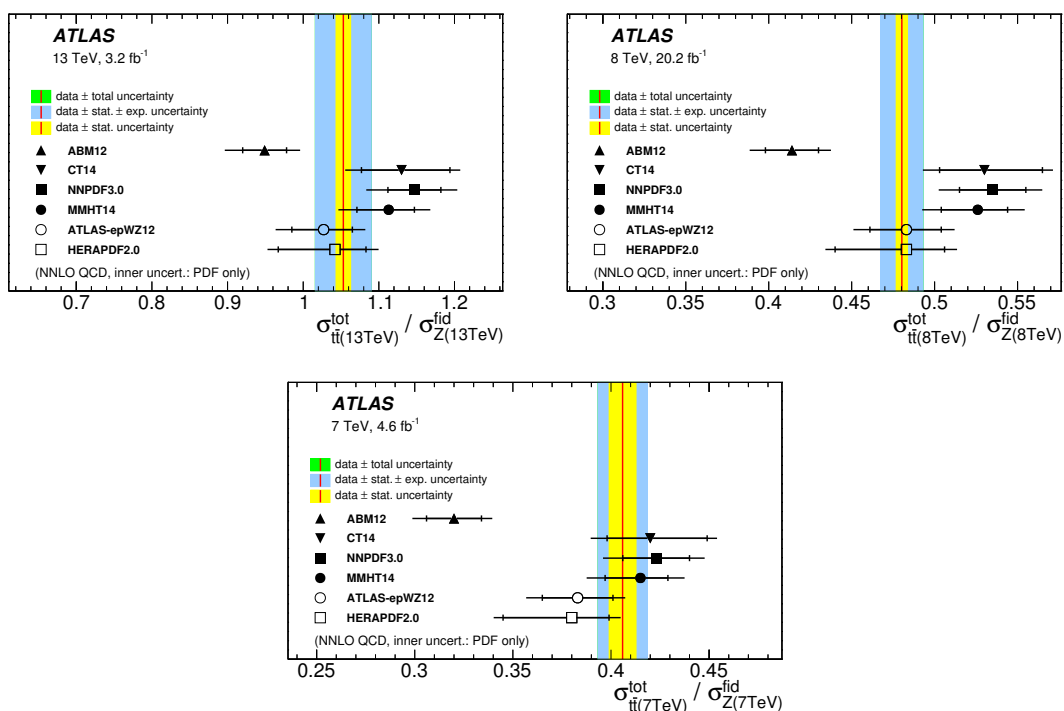 ATLAS
13 TeV, 3.2 fb⁻¹
data ± total uncertainty
data ± stat. ± exp. uncertainty
data ± stat. uncertainty
ABM12
CT14
NNPDF3.0
MMHT14
ATLAS-epWZ12
HERAPDF2.0
(NNLO QCD, inner uncert.: PDF only)
0.7 0.8 0.9 1 1.1 1.2
σ^tot_tt̄(13TeV) / σ^fid_Z(13TeV)
ATLAS
8 TeV, 20.2 fb⁻¹
data ± total uncertainty
data ± stat. ± exp. uncertainty
data ± stat. uncertainty
ABM12
CT14
NNPDF3.0
MMHT14
ATLAS-epWZ12
HERAPDF2.0
(NNLO QCD, inner uncert.: PDF only)
0.3 0.35 0.4 0.45 0.5 0.55
σ^tot_tt̄(8TeV) / σ^fid_Z(8TeV)
ATLAS
7 TeV, 4.6 fb⁻¹
data ± total uncertainty
data ± stat. ± exp. uncertainty
data ± stat. uncertainty
ABM12
CT14
NNPDF3.0
MMHT14
ATLAS-epWZ12
HERAPDF2.0
(NNLO QCD, inner uncert.: PDF only)
0.25 0.3 0.35 0.4 0.45
σ^tot_tt̄(7TeV) / σ^fid_Z(7TeV)